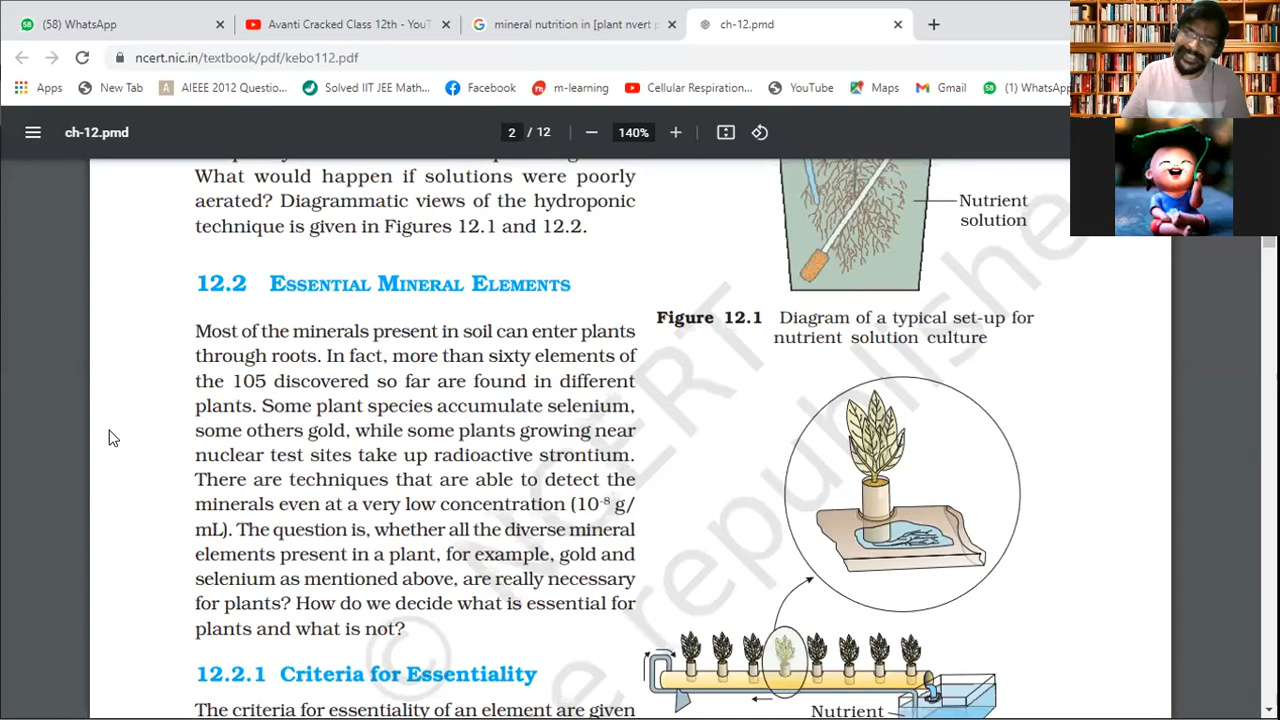 (58) WhatsApp
Avanti Cracked Class 12th - YouT
mineral nutrition in [plant nvert p
ch-12.pmd
ncert.nic.in/textbook/pdf/kebo112.pdf
Apps
New Tab
AIEEE 2012 Questio...
Solved IIT JEE Math...
Facebook
m-learning
Cellular Respiration...
YouTube
Maps
Gmail
(1) WhatsApp
ch-12.pmd
2 / 12
140%
What would happen if solutions were poorly
aerated? Diagrammatic views of the hydroponic
technique is given in Figures 12.1 and 12.2.
12.2 ESSENTIAL MINERAL ELEMENTS
Most of the minerals present in soil can enter plants
through roots. In fact, more than sixty elements of
the 105 discovered so far are found in different
plants. Some plant species accumulate selenium,
some others gold, while some plants growing near
nuclear test sites take up radioactive strontium.
There are techniques that are able to detect the
minerals even at a very low concentration (10⁻⁸ g/
mL). The question is, whether all the diverse mineral
elements present in a plant, for example, gold and
selenium as mentioned above, are really necessary
for plants? How do we decide what is essential for
plants and what is not?
12.2.1 Criteria for Essentiality
The criteria for essentiality of an element are given
Nutrient
solution
Figure 12.1 Diagram of a typical set-up for
nutrient solution culture
Nutrient
© NCERT